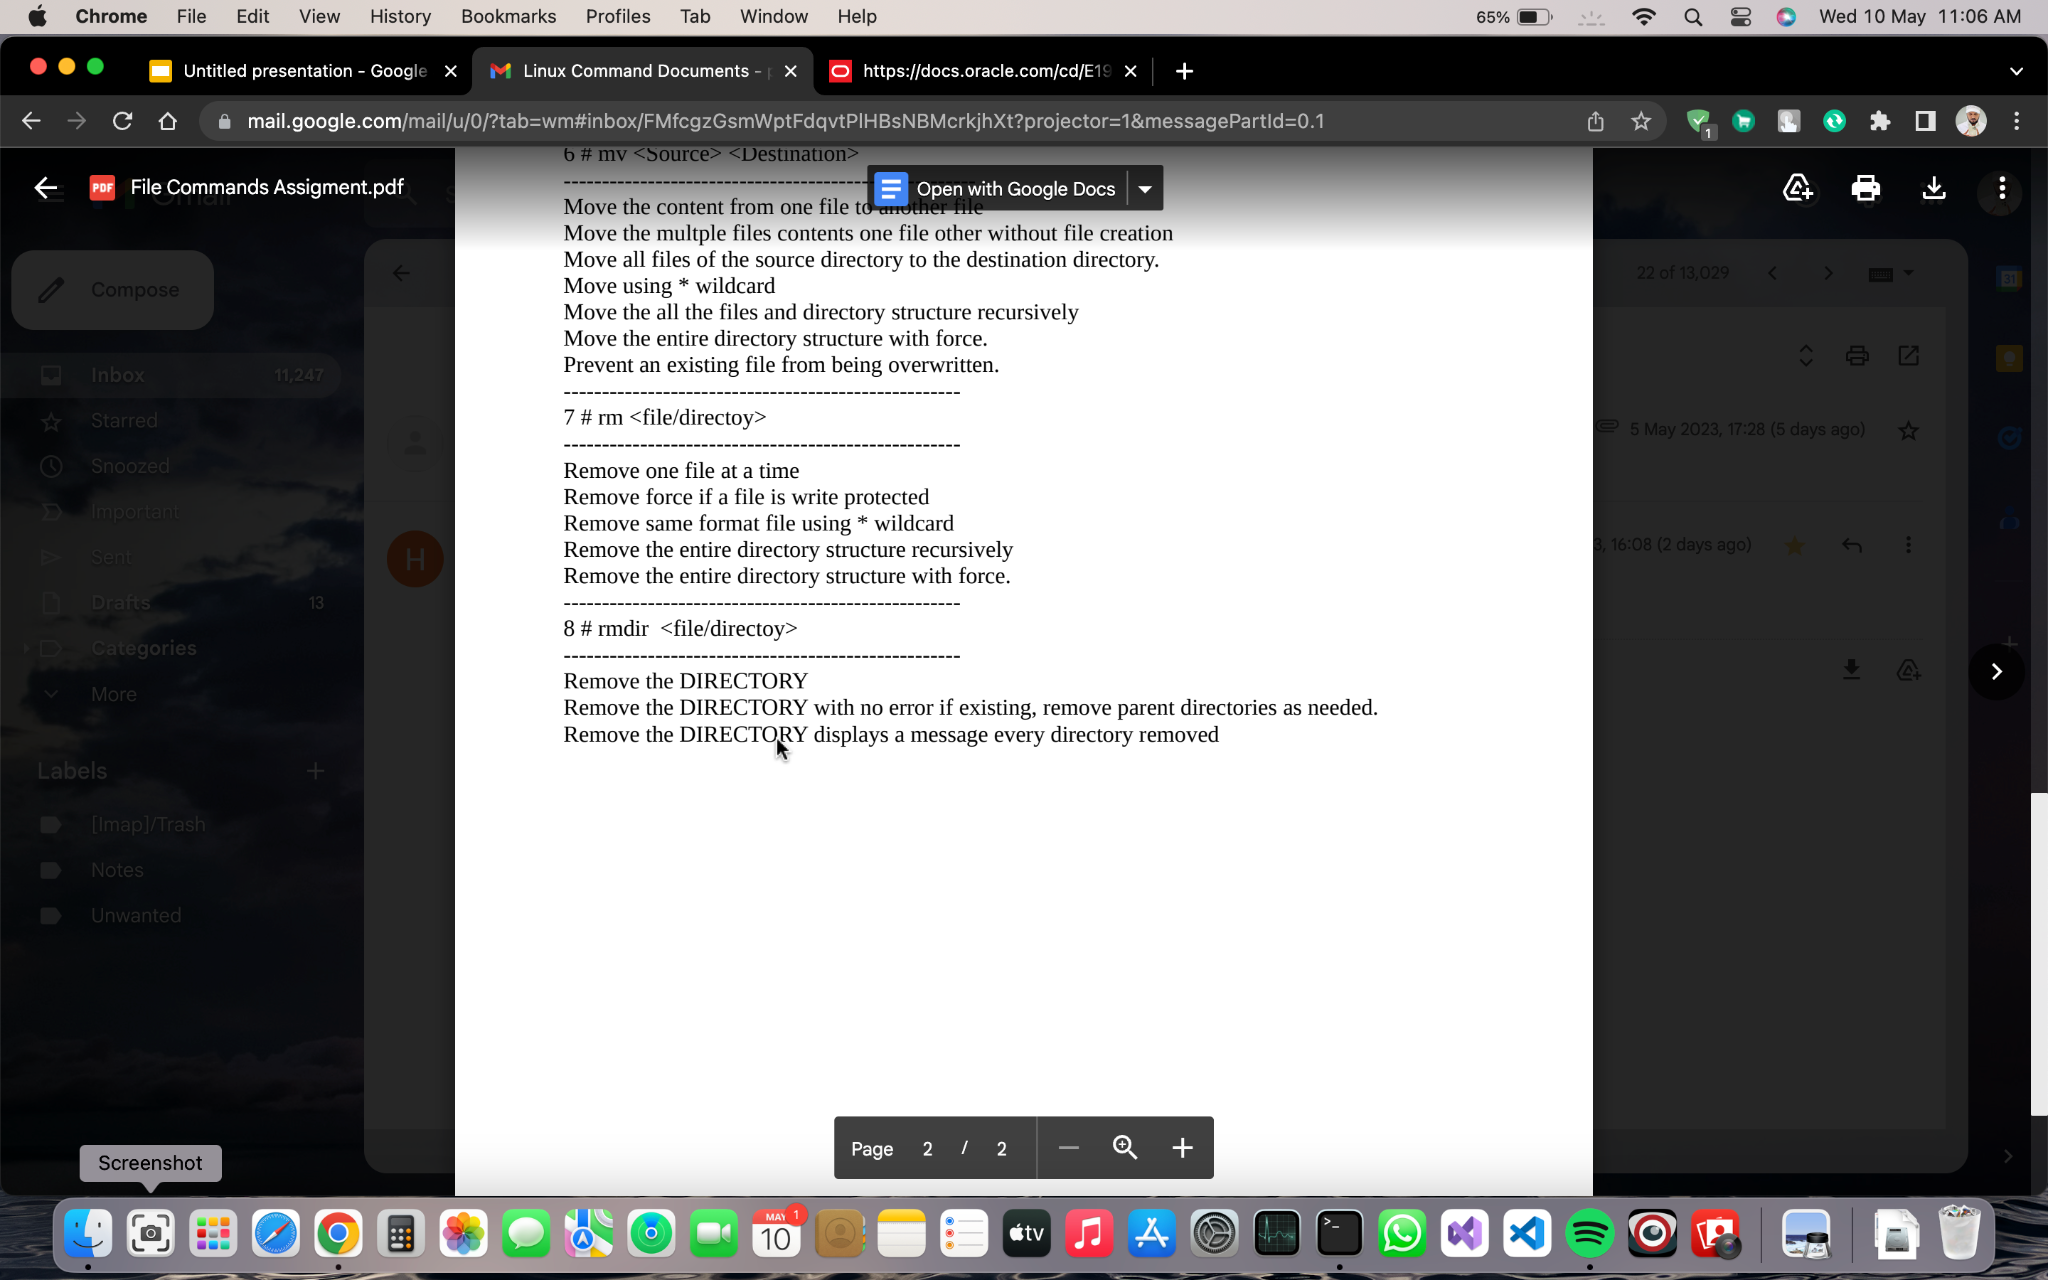 Chrome File Edit View History Bookmarks Profiles Tab Window Help 65% Wed 10 May 11:06 AM
Untitled presentation - Google
Linux Command Documents -
https://docs.oracle.com/cd/E19
mail.google.com/mail/u/0/?tab=wm#inbox/FMfcgzGsmWptFdqvtPlHBsNBMcrkjhXt?projector=1&messagePartId=0.1
1
PDF File Commands Assigment.pdf
Open with Google Docs
6 # mv <Source> <Destination>
----------------------------------------------------
Move the content from one file to another file
Move the multple files contents one file other without file creation
Move all files of the source directory to the destination directory.
Move using * wildcard
Move the all the files and directory structure recursively
Move the entire directory structure with force.
Prevent an existing file from being overwritten.
----------------------------------------------------
7 # rm <file/directoy>
----------------------------------------------------
Remove one file at a time
Remove force if a file is write protected
Remove same format file using * wildcard
Remove the entire directory structure recursively
Remove the entire directory structure with force.
----------------------------------------------------
8 # rmdir  <file/directoy>
----------------------------------------------------
Remove the DIRECTORY
Remove the DIRECTORY with no error if existing, remove parent directories as needed.
Remove the DIRECTORY displays a message every directory removed
Compose
Inbox 11,247
Starred
Snoozed
Important
Sent
Drafts 13
Categories
More
Labels
[Imap]/Trash
Notes
Unwanted
H
22 of 13,029
31
5 May 2023, 17:28 (5 days ago)
3, 16:08 (2 days ago)
Page 2 / 2
Screenshot
MAY 1
10
tv